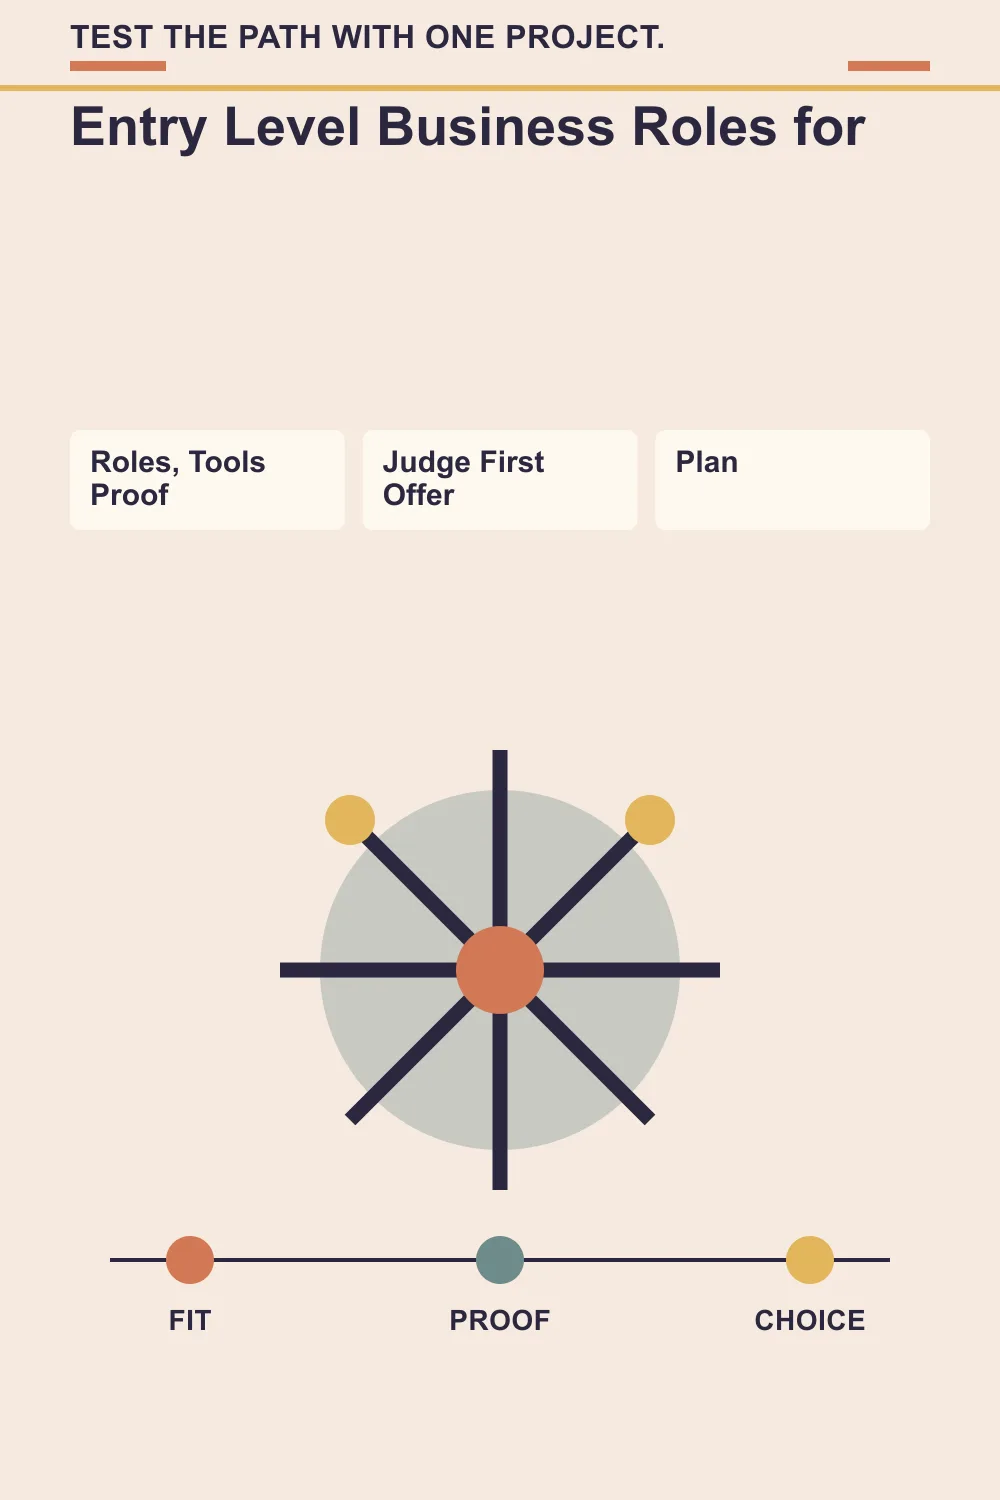 TEST THE PATH WITH ONE PROJECT.
Entry Level Business Roles for
Roles, Tools
Proof
Judge First
Offer
Plan
FIT
PROOF
CHOICE